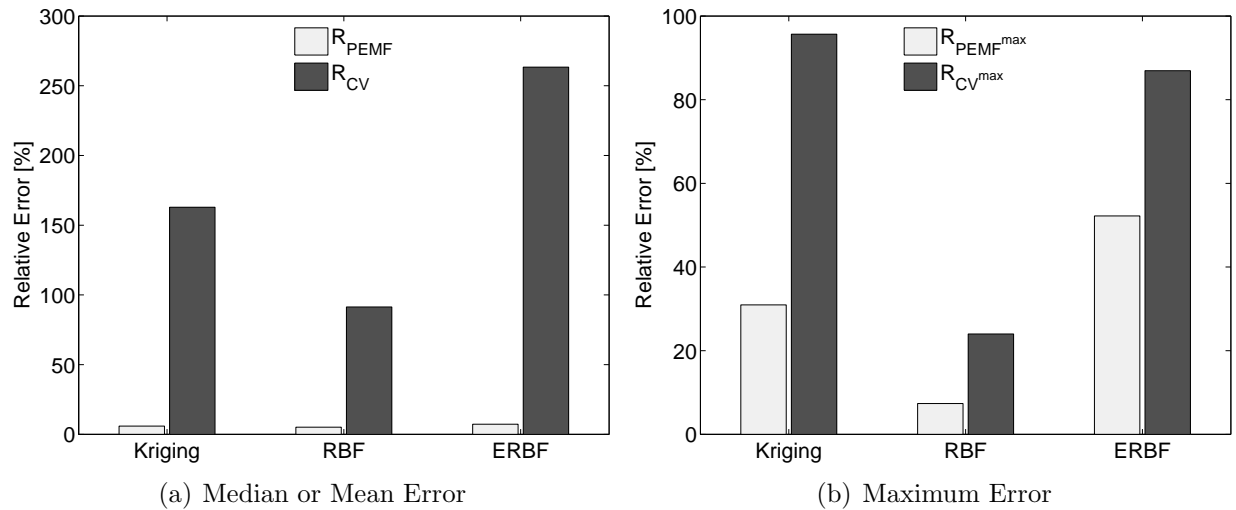 300
250
200
150
100
50
0
Relative Error [%]
R_PEMF
R_CV
Kriging RBF ERBF
(a) Median or Mean Error
100
80
60
40
20
0
Relative Error [%]
R_PEMF^max
R_CV^max
Kriging RBF ERBF
(b) Maximum Error